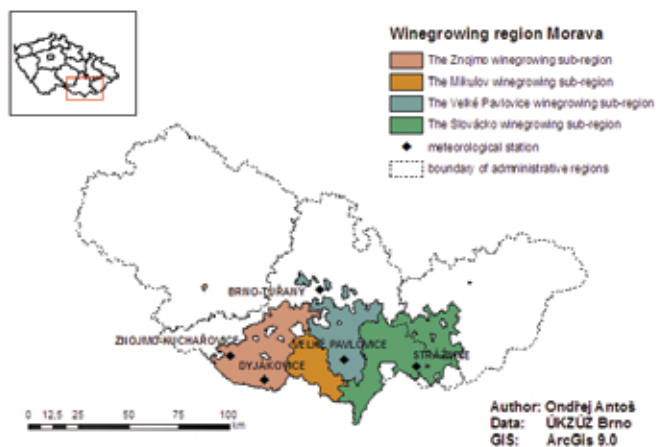 Winegrowing region Morava
The Znojmo winegrowing sub-region
The Mikulov winegrowing sub-region
The Velké Pavlovice winegrowing sub-region
The Slovácko winegrowing sub-region
meteorological station
boundary of administrative regions
BRNO-TUŘANY
ZNOJMO-KUCHAŘOVICE
VELKÉ PAVLOVICE
STRÁŽNICE
DYJÁKOVICE
0 12,5 25 50 75 100
km
Author: Ondřej Antoš
Data: ÚKZÚZ Brno
GIS: ArcGis 9.0